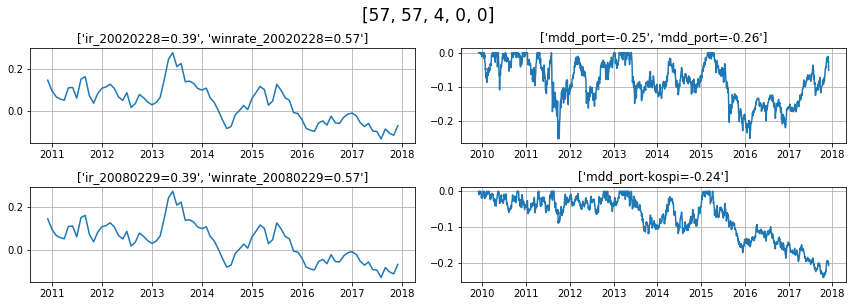 [57, 57, 4, 0, 0]
['ir_20020228=0.39', 'winrate_20020228=0.57']
0.2
0.0
2011 2012 2013 2014 2015 2016 2017 2018
['mdd_port=-0.25', 'mdd_port=-0.26']
0.0
−0.1
−0.2
2010 2011 2012 2013 2014 2015 2016 2017 2018
['ir_20080229=0.39', 'winrate_20080229=0.57']
0.2
0.0
2011 2012 2013 2014 2015 2016 2017 2018
['mdd_port-kospi=-0.24']
0.0
−0.1
−0.2
2010 2011 2012 2013 2014 2015 2016 2017 2018